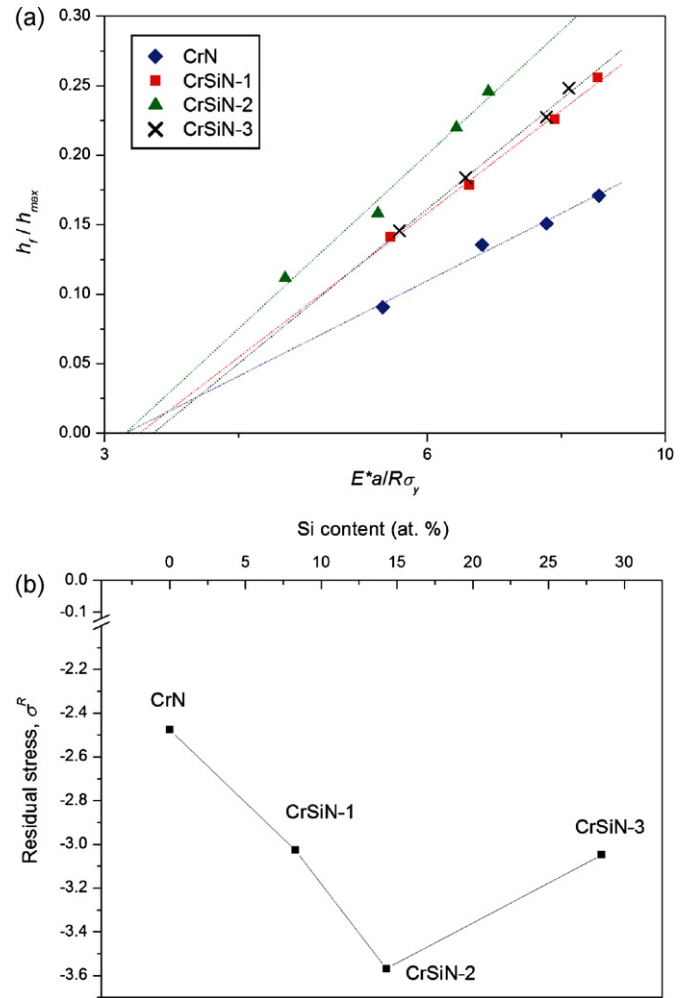 (a)
0.30
0.25
0.20
0.15
0.10
0.05
0.00
h_f / h_max
CrN
CrSiN-1
CrSiN-2
CrSiN-3
3 6 10
E*a/Rσ_y
Si content (at. %)
0 5 10 15 20 25 30
(b)
0.0
-0.1
-2.2
-2.4
-2.6
-2.8
-3.0
-3.2
-3.4
-3.6
Residual stress, σ^R
CrN
CrSiN-1
CrSiN-2
CrSiN-3